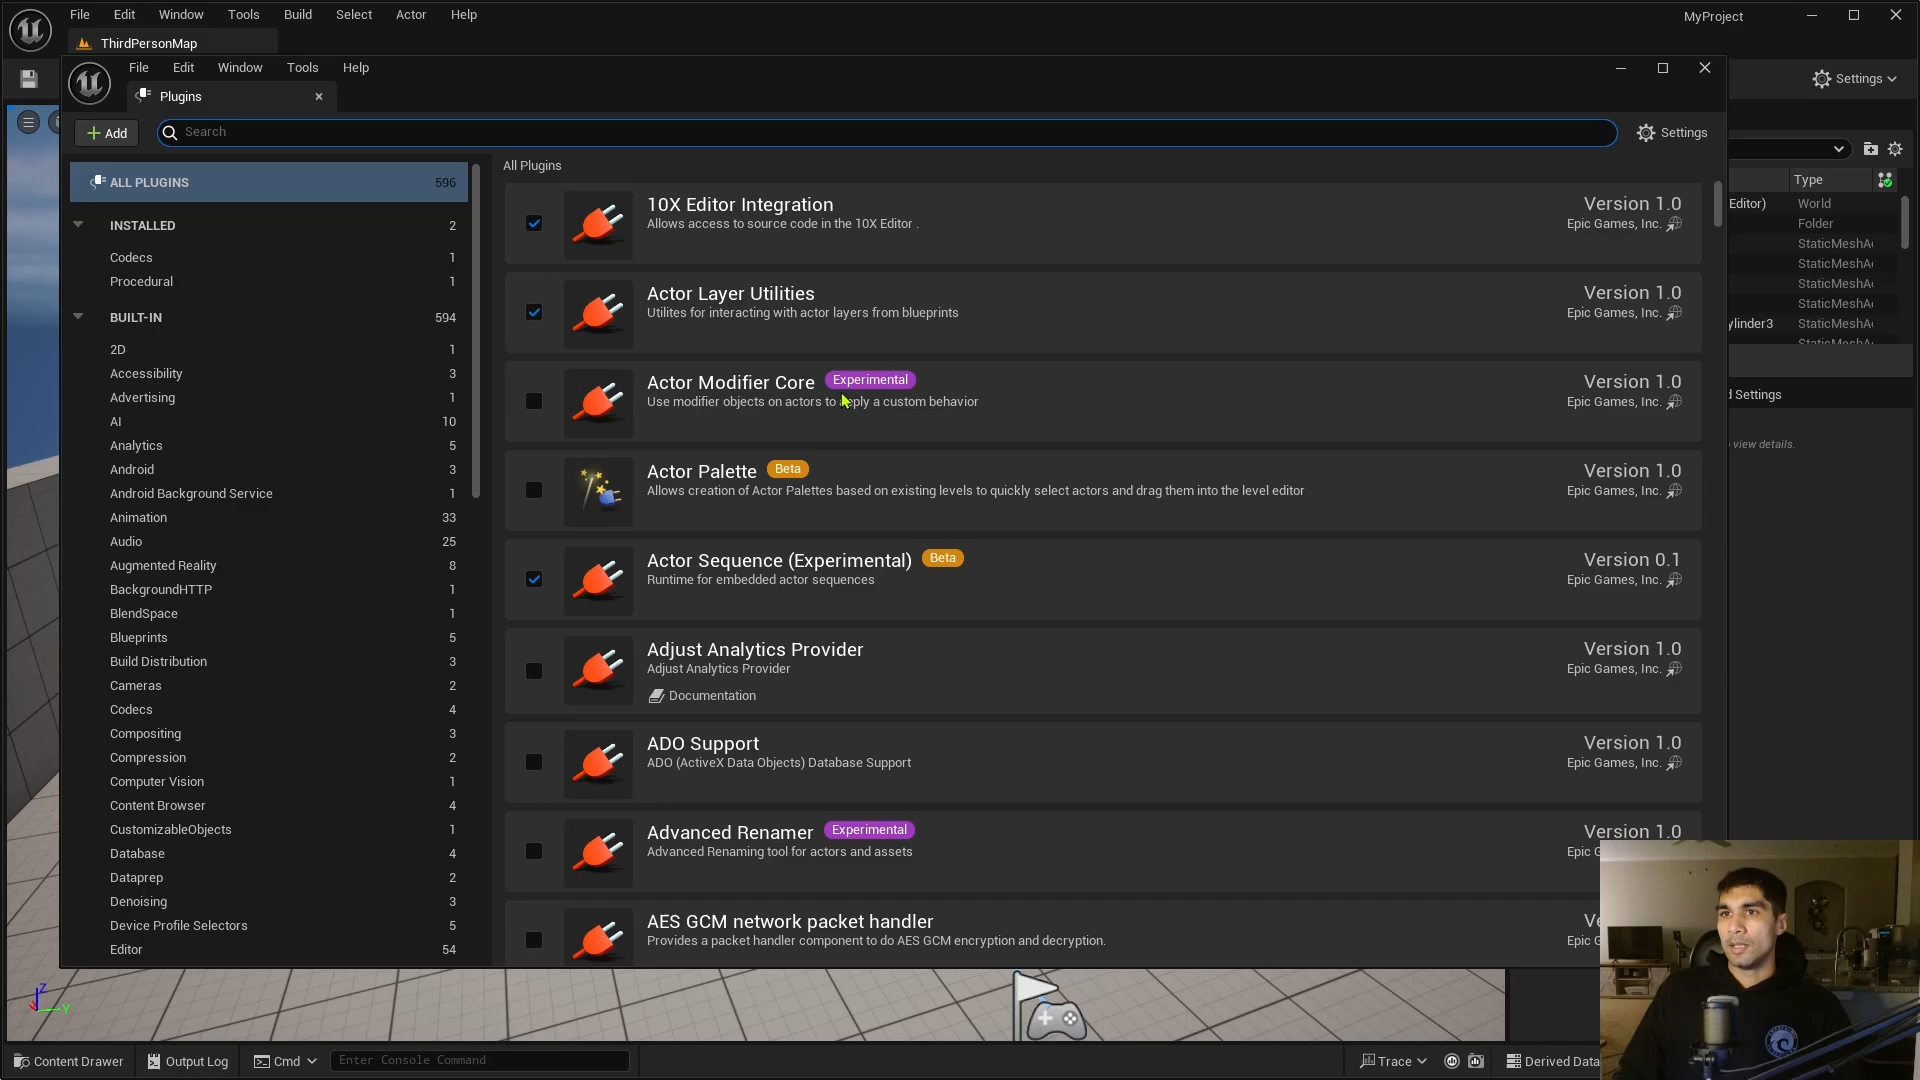 File Edit Window Tools Build Select Actor Help
MyProject
ThirdPersonMap
File Edit Window Tools Help
Plugins
Settings
Add
Search
Settings
ALL PLUGINS 596
INSTALLED 2
Codecs 1
Procedural 1
BUILT-IN 594
2D 1
Accessibility 3
Advertising 1
AI 10
Analytics 5
Android 3
Android Background Service 1
Animation 33
Audio 25
Augmented Reality 8
BackgroundHTTP 1
BlendSpace 1
Blueprints 5
Build Distribution 3
Cameras 2
Codecs 4
Compositing 3
Compression 2
Computer Vision 1
Content Browser 4
CustomizableObjects 1
Database 4
Dataprep 2
Denoising 3
Device Profile Selectors 5
Editor 54
All Plugins
10X Editor Integration Version 1.0
Allows access to source code in the 10X Editor . Epic Games, Inc.
Actor Layer Utilities Version 1.0
Utilites for interacting with actor layers from blueprints Epic Games, Inc.
Actor Modifier Core Experimental Version 1.0
Use modifier objects on actors to apply a custom behavior Epic Games, Inc.
Actor Palette Beta Version 1.0
Allows creation of Actor Palettes based on existing levels to quickly select actors and drag them into the level editor Epic Games, Inc.
Actor Sequence (Experimental) Beta Version 0.1
Runtime for embedded actor sequences Epic Games, Inc.
Adjust Analytics Provider Version 1.0
Adjust Analytics Provider Epic Games, Inc.
Documentation
ADO Support Version 1.0
ADO (ActiveX Data Objects) Database Support Epic Games, Inc.
Advanced Renamer Experimental Version 1.0
Advanced Renaming tool for actors and assets Epic
AES GCM network packet handler
Provides a packet handler component to do AES GCM encryption and decryption. Epic
Type
Editor) World
Folder
StaticMeshA
StaticMeshA
StaticMeshA
StaticMeshA
ylinder3 StaticMeshA
d Settings
view details.
Z
Y
Content Drawer Output Log Cmd Enter Console Command Trace Derived Data